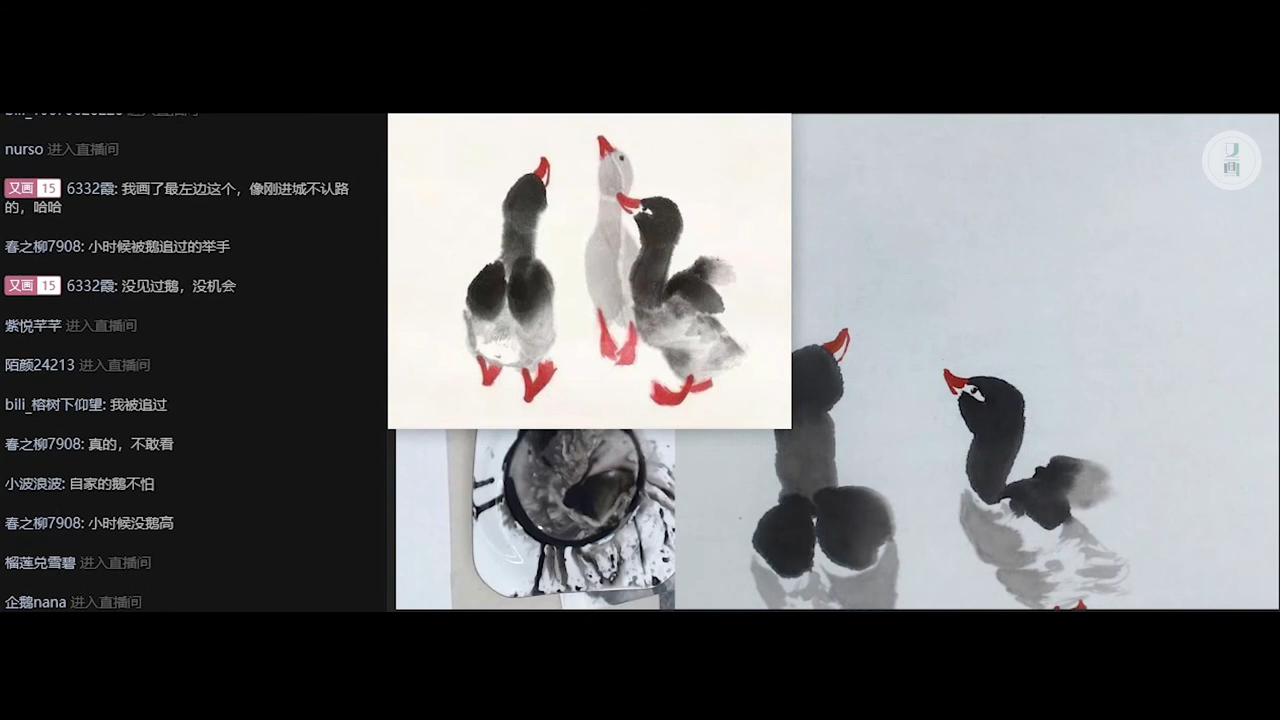 nurso 进入直播间
又画 15 6332霞: 我画了最左边这个，像刚进城不认路
的，哈哈
春之柳7908: 小时候被鹅追过的举手
又画 15 6332霞: 没见过鹅，没机会
紫悦芊芊 进入直播间
陌颜24213 进入直播间
bili_榕树下仰望: 我被追过
春之柳7908: 真的，不敢看
小波浪波: 自家的鹅不怕
春之柳7908: 小时候没鹅高
榴莲兑雪碧 进入直播间
企鹅nana 进入直播间
又画